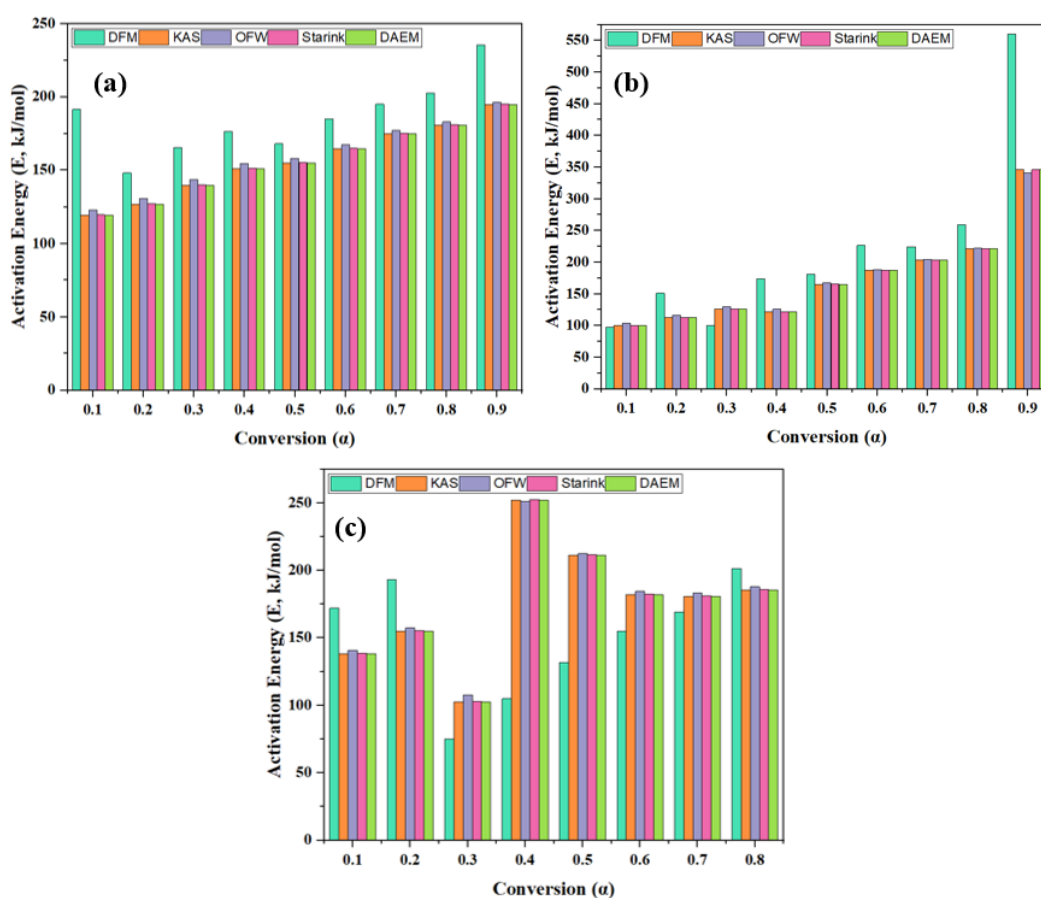 (a)
DFM KAS OFW Starink DAEM
Activation Energy (E, kJ/mol)
250
200
150
100
50
0
0.1 0.2 0.3 0.4 0.5 0.6 0.7 0.8 0.9
Conversion (α)
(b)
DFM KAS OFW Starink DAEM
Activation Energy (E, kJ/mol)
550
500
450
400
350
300
250
200
150
100
50
0
0.1 0.2 0.3 0.4 0.5 0.6 0.7 0.8 0.9
Conversion (α)
(c)
DFM KAS OFW Starink DAEM
Activation Energy (E, kJ/mol)
250
200
150
100
50
0
0.1 0.2 0.3 0.4 0.5 0.6 0.7 0.8
Conversion (α)